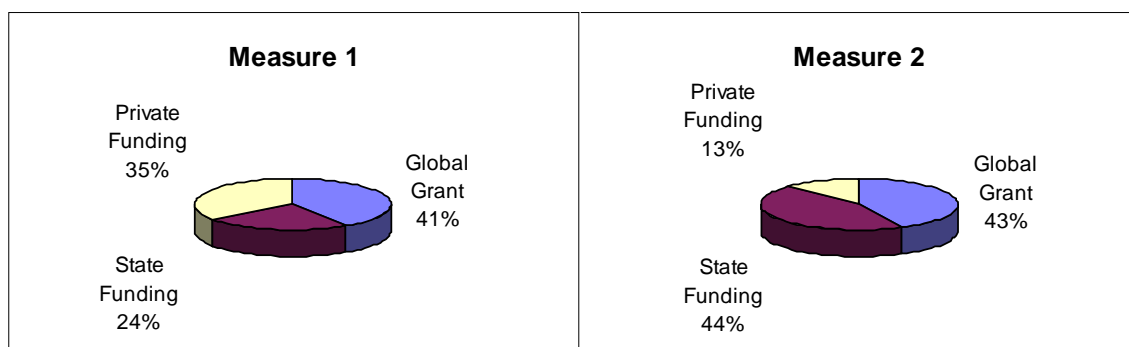 Measure 1
Private
Funding
35%
Global
Grant
41%
State
Funding
24%
Measure 2
Private
Funding
13%
Global
Grant
43%
State
Funding
44%